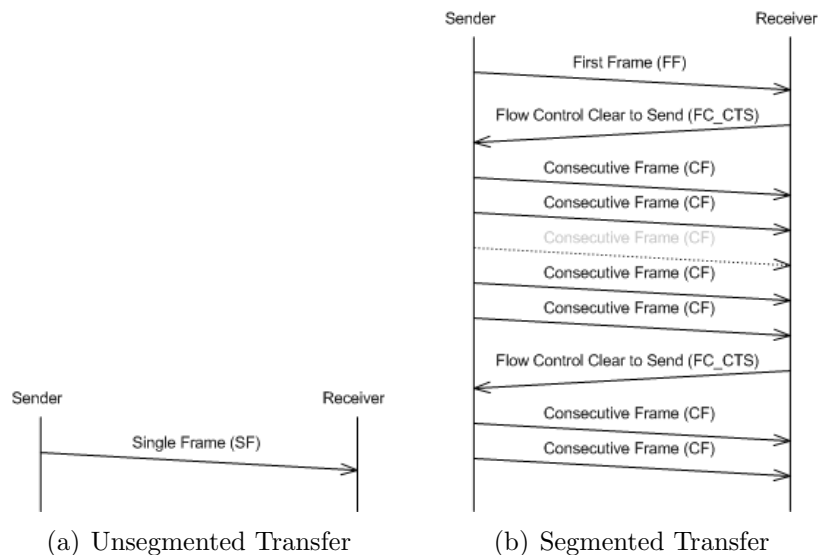 Sender Receiver
First Frame (FF)
Flow Control Clear to Send (FC_CTS)
Consecutive Frame (CF)
Consecutive Frame (CF)
Consecutive Frame (CF)
Consecutive Frame (CF)
Consecutive Frame (CF)
Flow Control Clear to Send (FC_CTS)
Sender Receiver
Consecutive Frame (CF)
Single Frame (SF)
Consecutive Frame (CF)
(a) Unsegmented Transfer
(b) Segmented Transfer